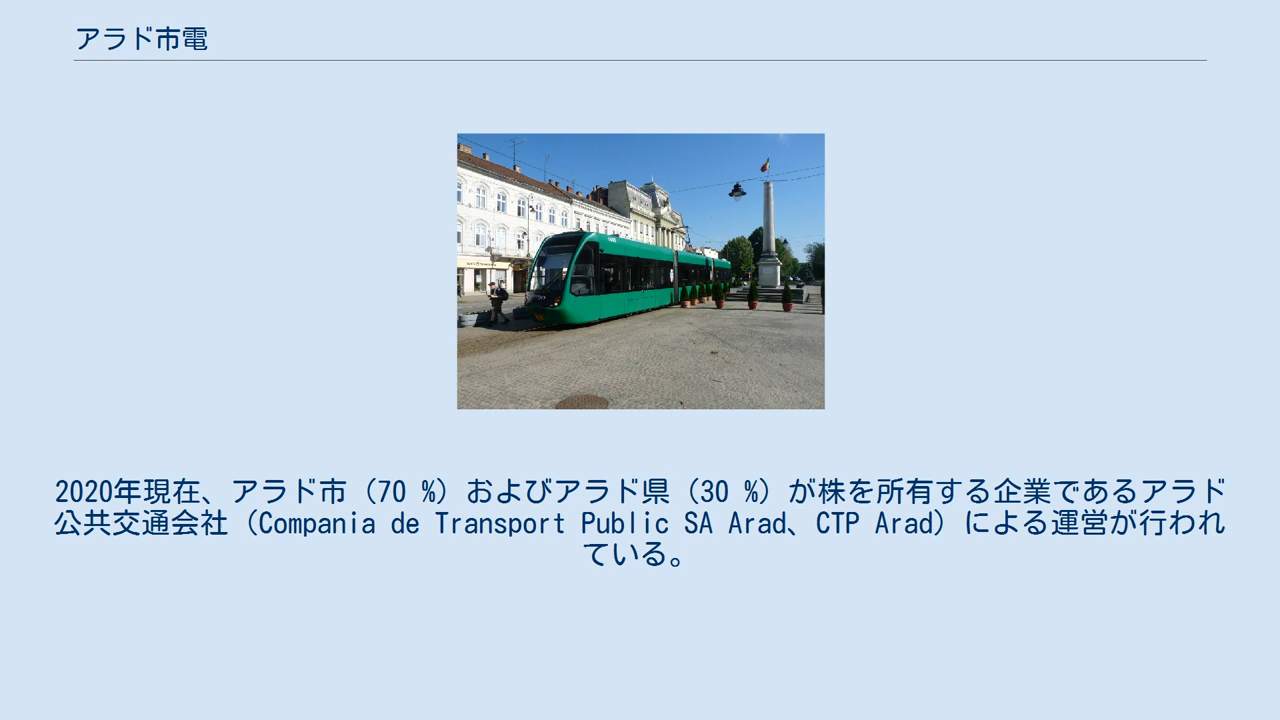 アラド市電
2020年現在、アラド市（70 %）およびアラド県（30 %）が株を所有する企業であるアラド
公共交通会社（Compania de Transport Public SA Arad、CTP Arad）による運営が行われ
ている。